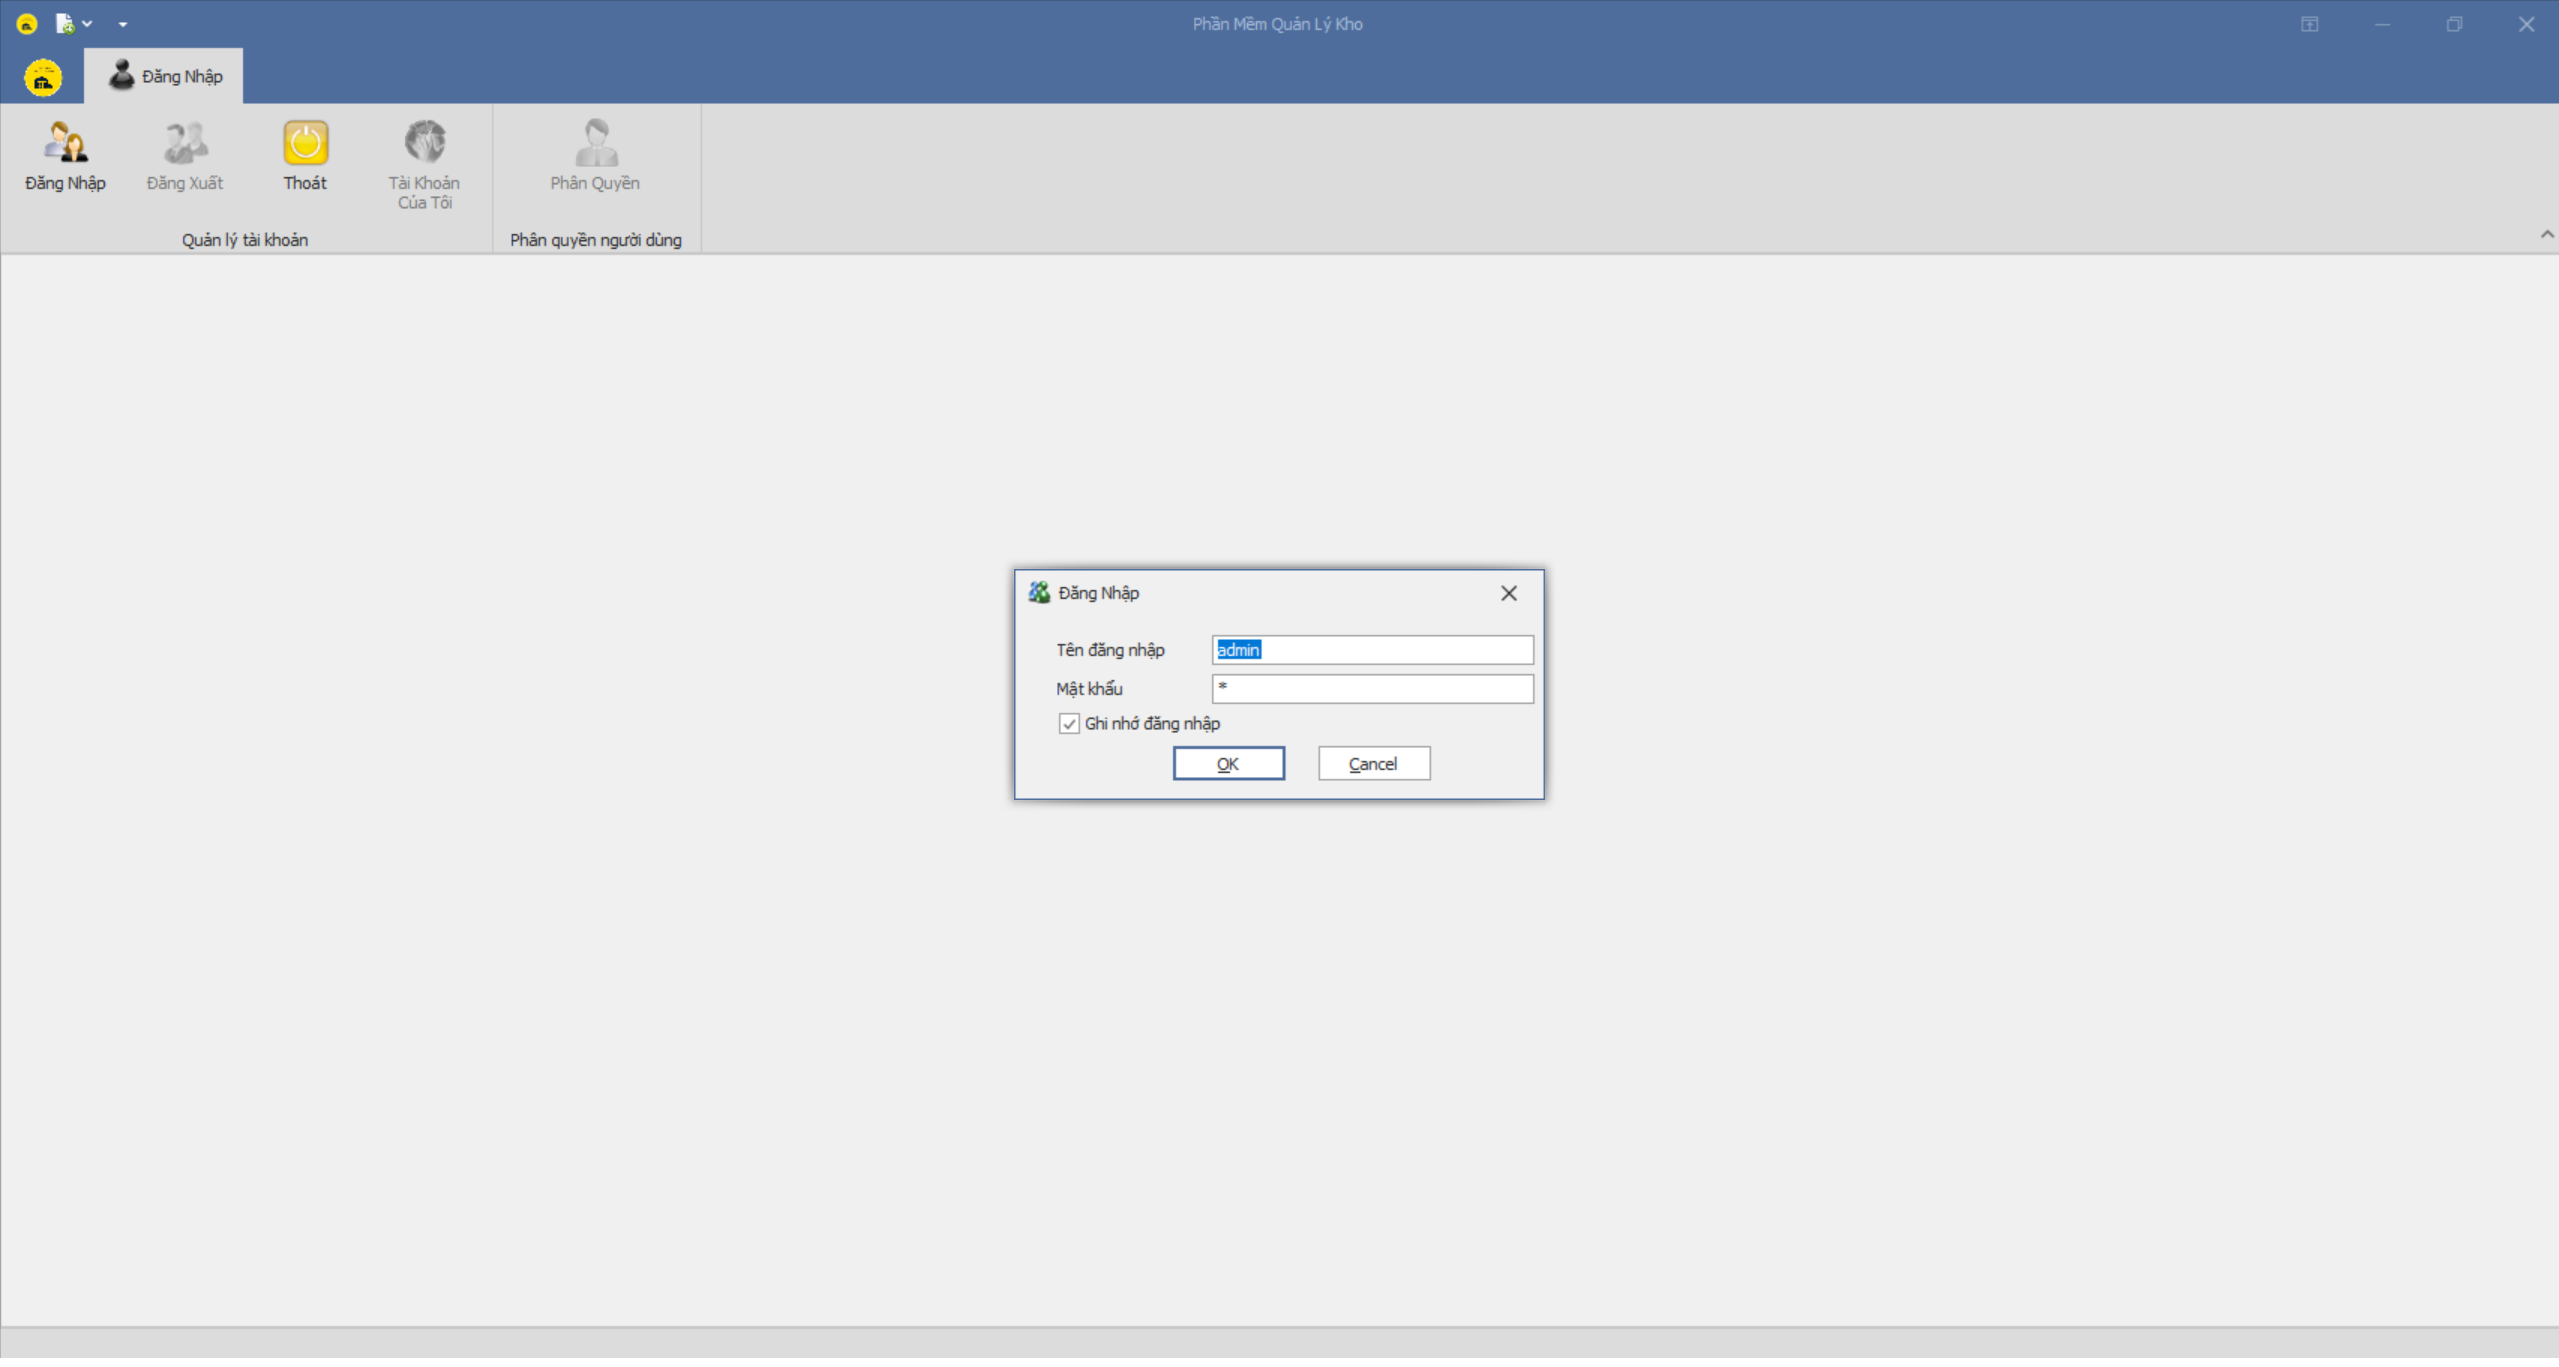 Phần Mềm Quản Lý Kho
Đăng Nhập
Đăng Nhập
Đăng Xuất
Thoát
Tài Khoản
Của Tôi
Phân Quyền
Quản lý tài khoản
Phân quyền người dùng
Đăng Nhập
Tên đăng nhập
admin
Mật khẩu
*
Ghi nhớ đăng nhập
OK
Cancel